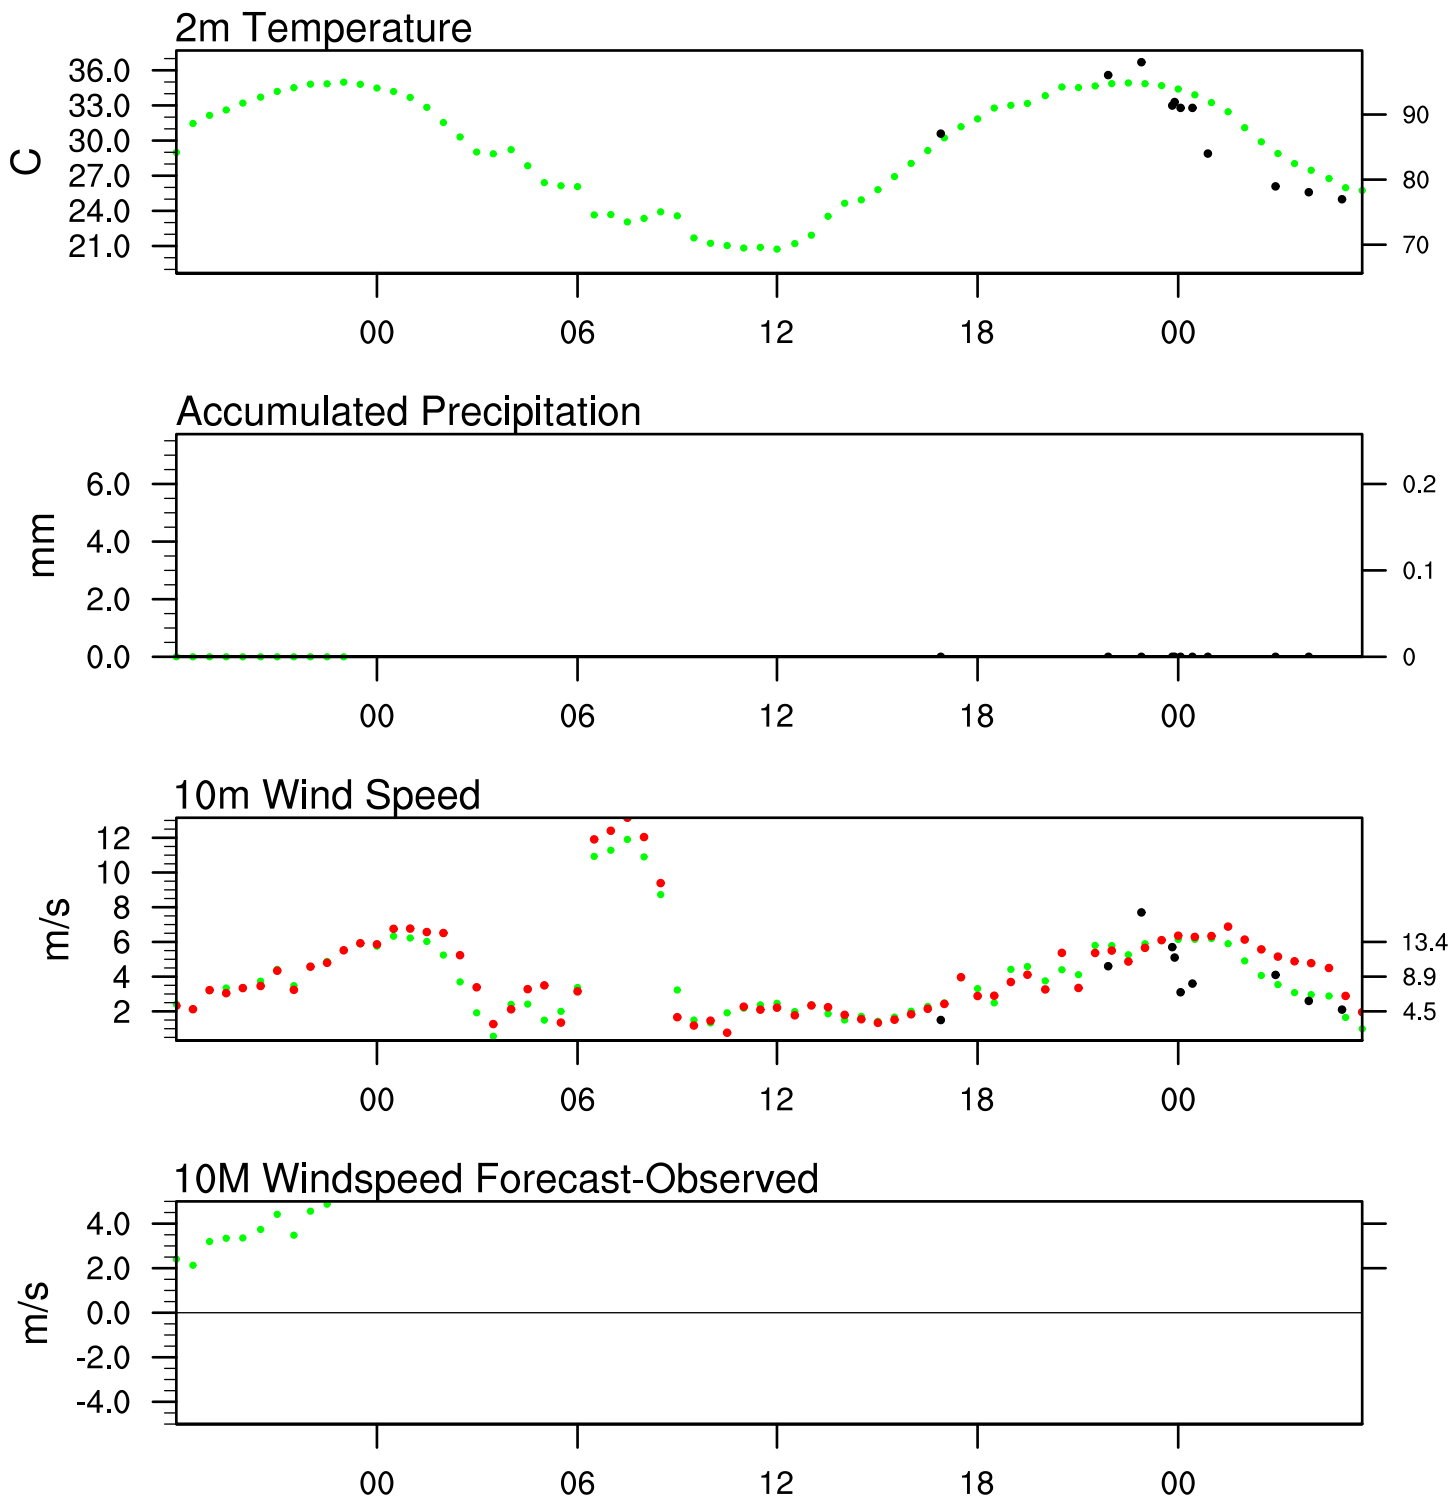 2m Temperature
36.0
33.0
30.0
27.0
24.0
21.0
C
90
80
70
00 06 12 18 00
Accumulated Precipitation
6.0
4.0
2.0
0.0
mm
0.2
0.1
0
00 06 12 18 00
10m Wind Speed
12
10
8
6
4
2
m/s
13.4
8.9
4.5
00 06 12 18 00
10M Windspeed Forecast-Observed
4.0
2.0
0.0
-2.0
-4.0
m/s
00 06 12 18 00